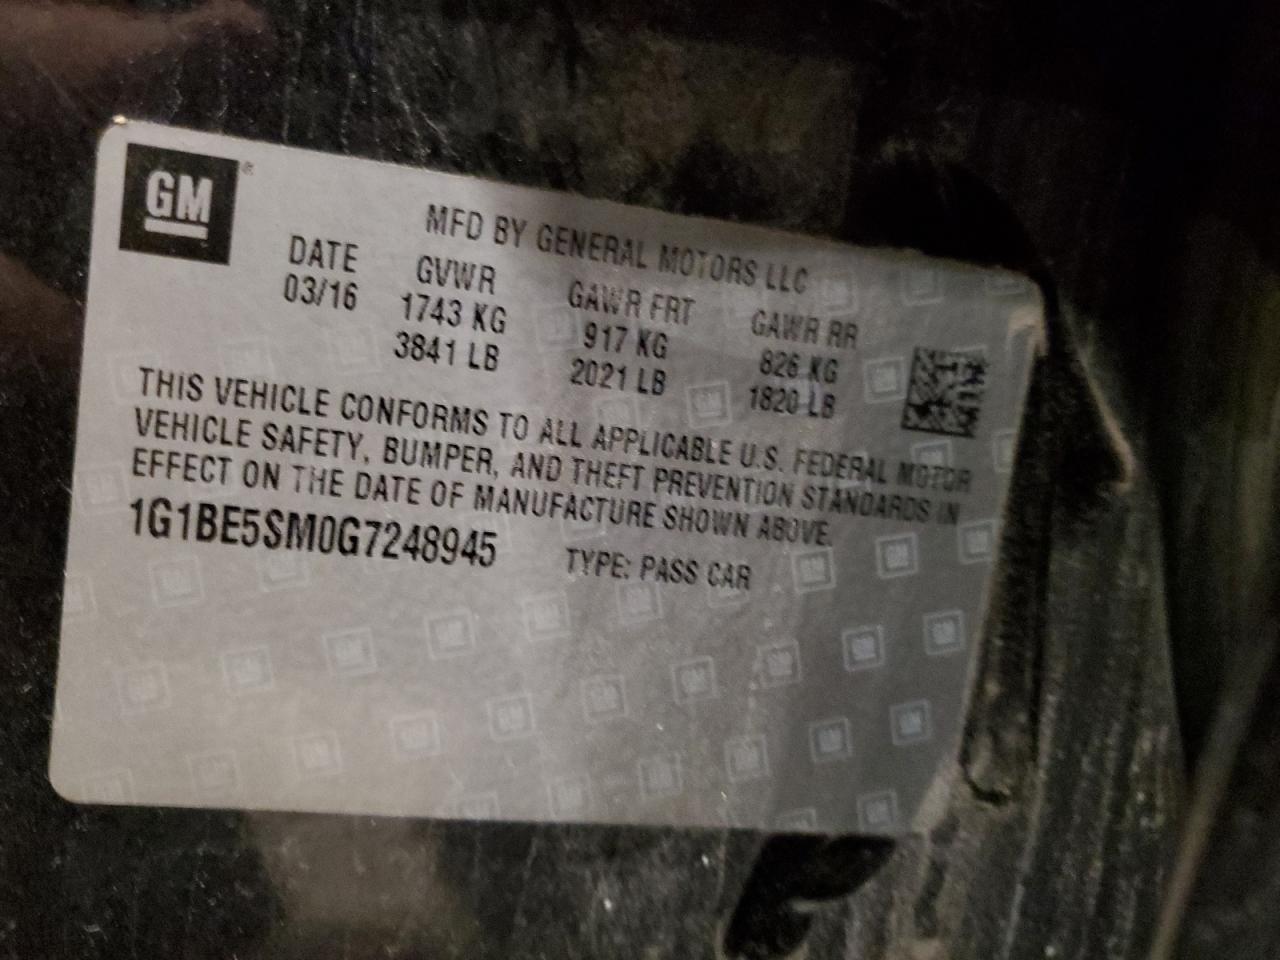 GM
MFD BY GENERAL MOTORS LLC
DATE GVWR GAWR FRT GAWR RR
03/16 1743 KG 917 KG 826 KG
3841 LB 2021 LB 1820 LB
THIS VEHICLE CONFORMS TO ALL APPLICABLE U.S. FEDERAL MOTOR
VEHICLE SAFETY, BUMPER, AND THEFT PREVENTION STANDARDS IN
EFFECT ON THE DATE OF MANUFACTURE SHOWN ABOVE.
1G1BE5SM0G7248945 TYPE: PASS CAR